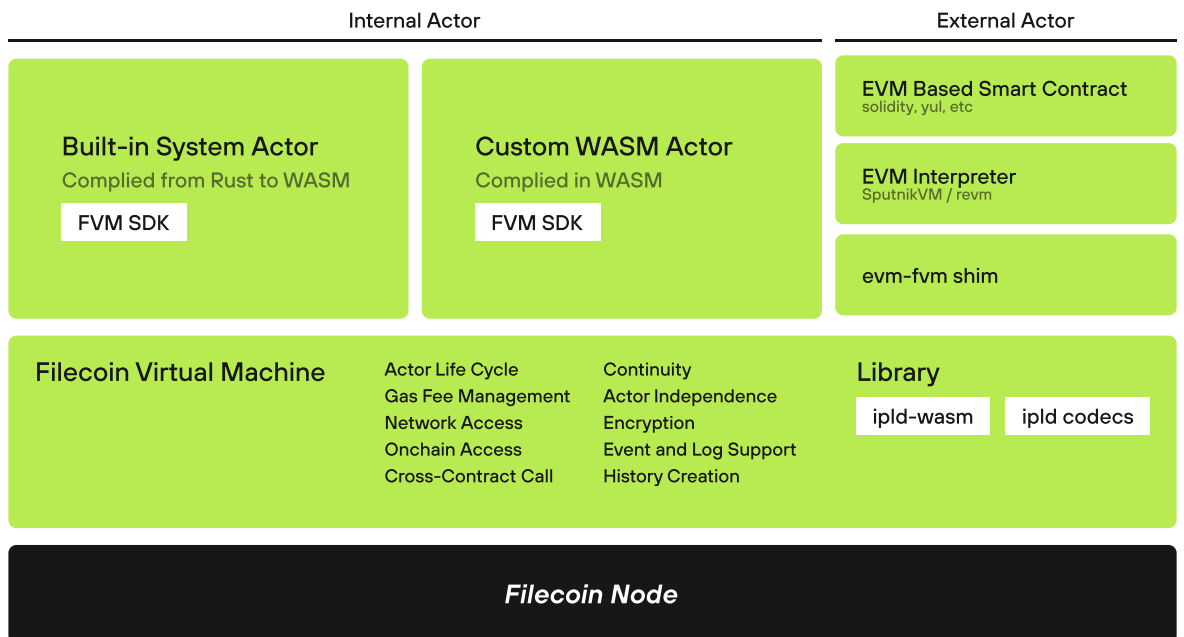 Internal Actor
External Actor
Built-in System Actor
Complied from Rust to WASM
FVM SDK
Custom WASM Actor
Complied in WASM
FVM SDK
EVM Based Smart Contract
solidity, yul, etc
EVM Interpreter
SputnikVM / revm
evm-fvm shim
Filecoin Virtual Machine
Actor Life Cycle
Gas Fee Management
Network Access
Onchain Access
Cross-Contract Call
Continuity
Actor Independence
Encryption
Event and Log Support
History Creation
Library
ipld-wasm
ipld codecs
Filecoin Node